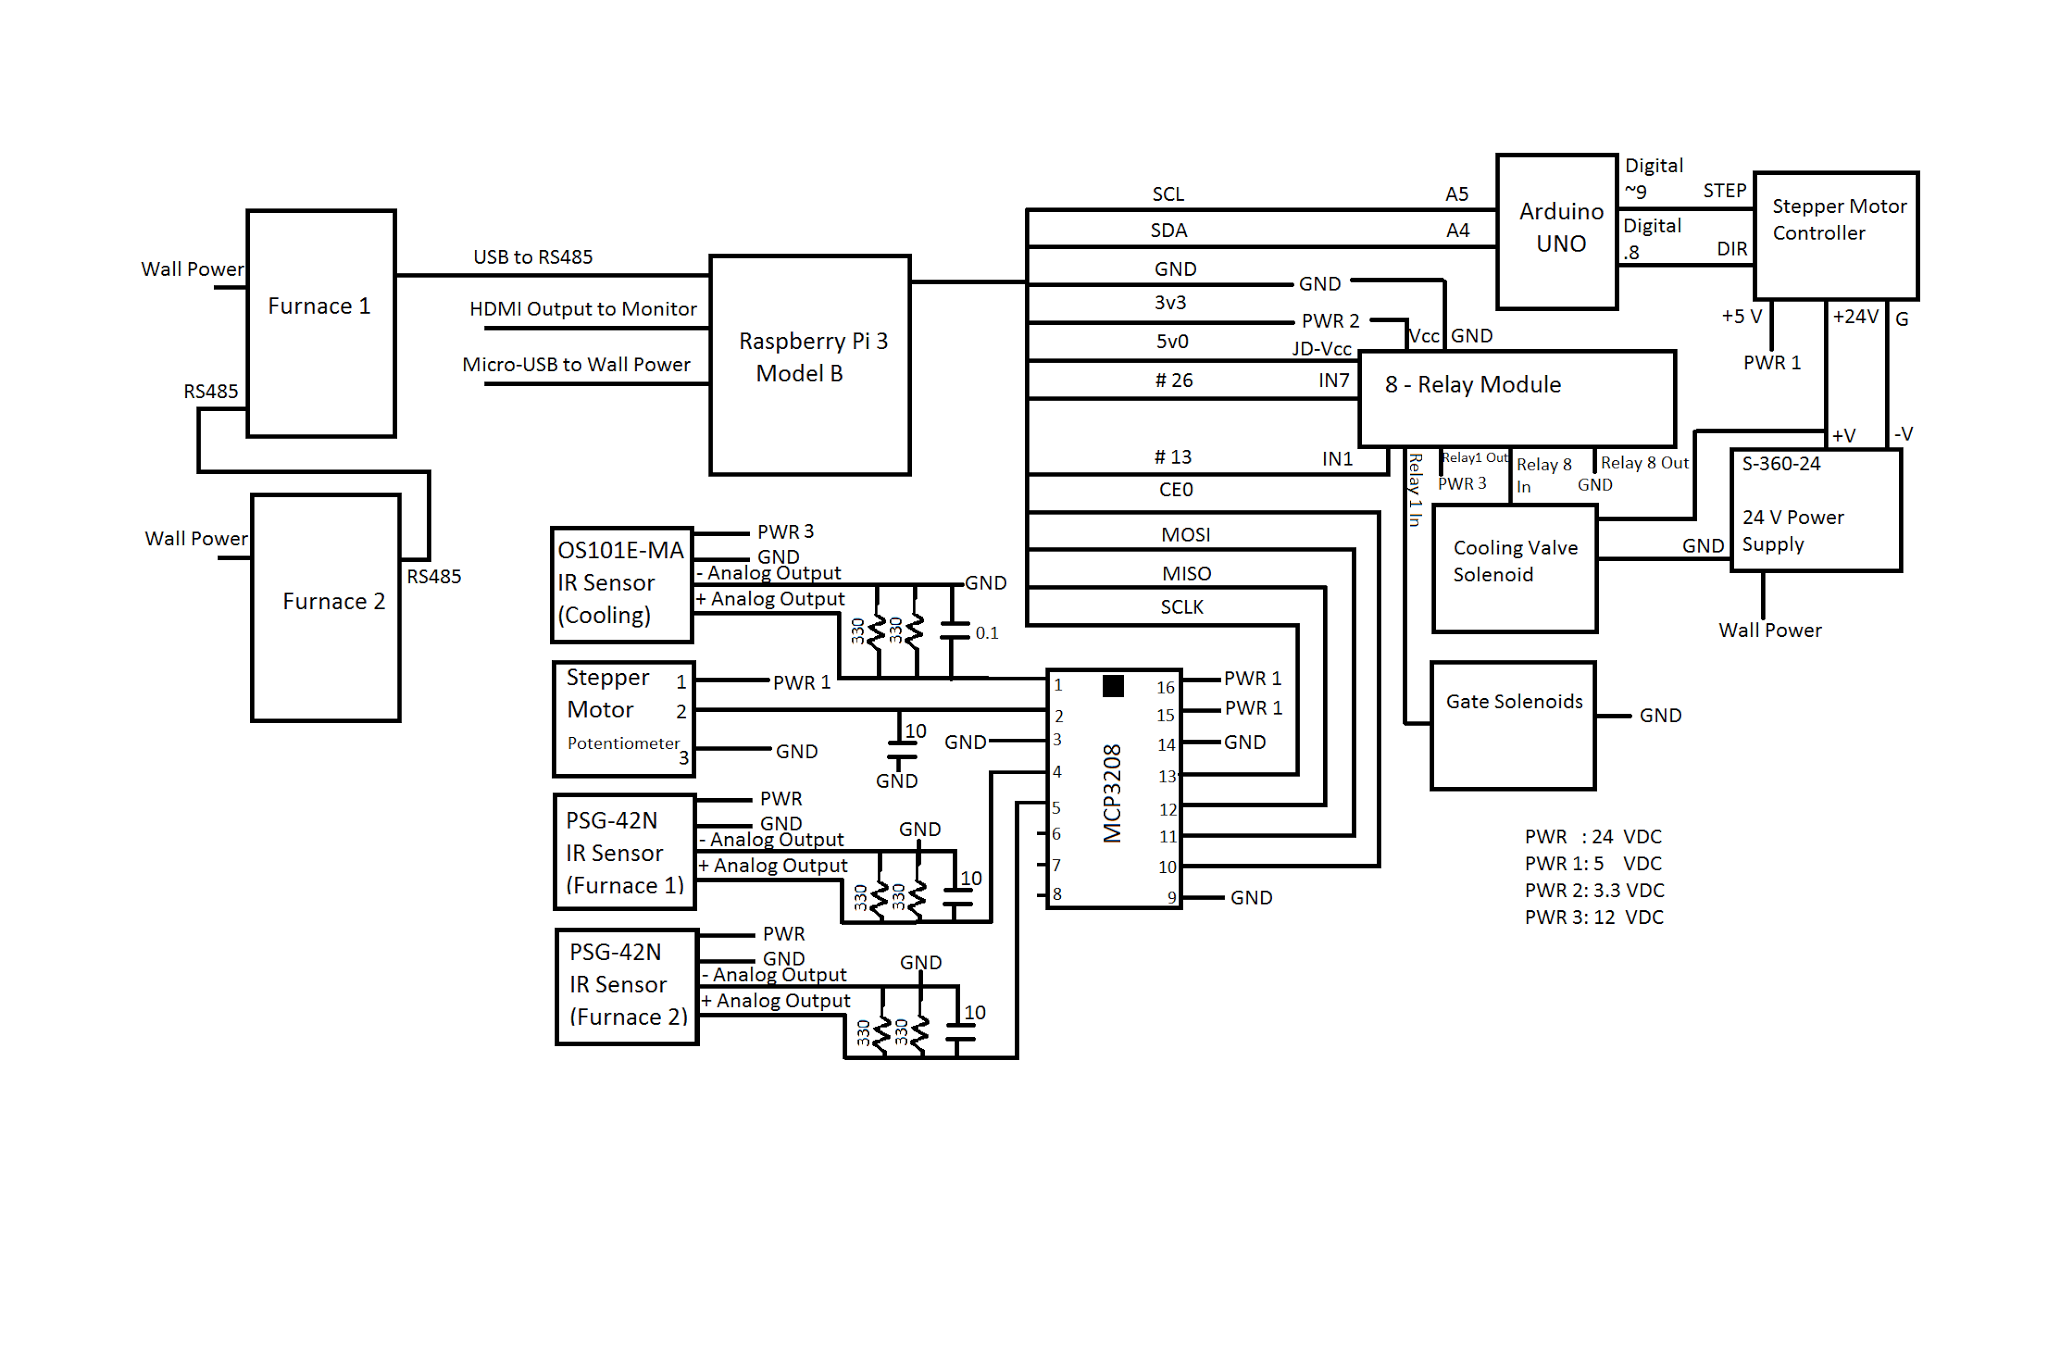 Wall Power
Furnace 1
RS485
Wall Power
Furnace 2
RS485
USB to RS485
HDMI Output to Monitor
Micro-USB to Wall Power
Raspberry Pi 3
Model B
SCL
A5
SDA
A4
GND
GND
3v3
PWR 2
5v0
JD-Vcc
# 26
IN7
# 13
IN1
CE0
MOSI
MISO
SCLK
Arduino
UNO
Digital
~9
STEP
Digital
.8
DIR
Stepper Motor
Controller
+5 V
PWR 1
+24V
G
Vcc
GND
8 - Relay Module
Relay 1 In
Relay1 Out
PWR 3
Relay 8
In
Relay 8 Out
GND
+V
-V
S-360-24
24 V Power
Supply
GND
Wall Power
Cooling Valve
Solenoid
Gate Solenoids
GND
OS101E-MA
IR Sensor
(Cooling)
PWR 3
GND
- Analog Output
+ Analog Output
GND
330
330
0.1
Stepper
Motor
Potentiometer
1
2
3
PWR 1
GND
10
GND
PSG-42N
IR Sensor
(Furnace 1)
PWR
GND
- Analog Output
+ Analog Output
GND
330
330
10
PSG-42N
IR Sensor
(Furnace 2)
PWR
GND
- Analog Output
+ Analog Output
GND
330
330
10
GND
1
2
3
4
5
6
7
8
MCP3208
16
15
14
13
12
11
10
9
PWR 1
PWR 1
GND
GND
PWR : 24 VDC
PWR 1: 5 VDC
PWR 2: 3.3 VDC
PWR 3: 12 VDC